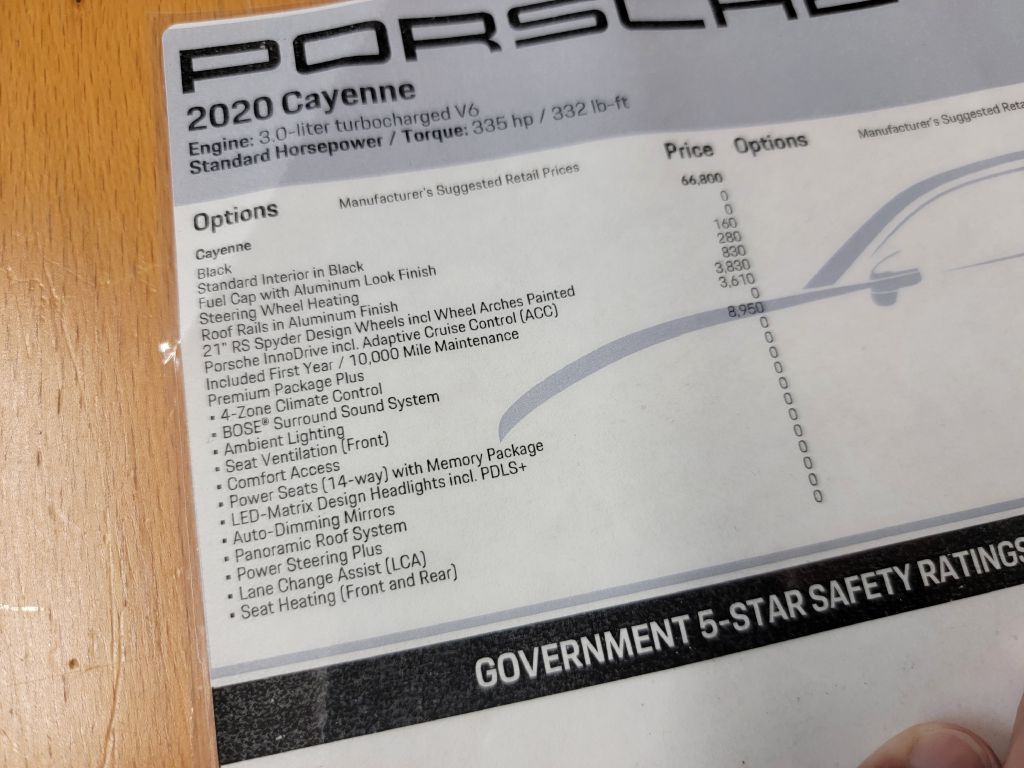 PORSCHE
2020 Cayenne
Engine: 3.0-liter turbocharged V6
Standard Horsepower / Torque: 335 hp / 332 lb-ft
Options Manufacturer's Suggested Retail Prices Price Options Manufacturer's Suggested
Cayenne 66,800
Black 0
Standard Interior in Black 0
Fuel Cap with Aluminum Look Finish 160
Steering Wheel Heating 280
Roof Rails in Aluminum Finish 830
21" RS Spyder Design Wheels incl Wheel Arches Painted 3,830
Porsche InnoDrive incl. Adaptive Cruise Control (ACC) 3,610
Included First Year / 10,000 Mile Maintenance 0
Premium Package Plus 8,950
▪ 4-Zone Climate Control 0
▪ BOSE® Surround Sound System 0
▪ Ambient Lighting 0
▪ Seat Ventilation (Front) 0
▪ Comfort Access 0
▪ Power Seats (14-way) with Memory Package 0
▪ LED-Matrix Design Headlights incl. PDLS+ 0
▪ Auto-Dimming Mirrors 0
▪ Panoramic Roof System 0
▪ Power Steering Plus 0
▪ Lane Change Assist (LCA) 0
▪ Seat Heating (Front and Rear) 0
GOVERNMENT 5-STAR SAFETY RATINGS